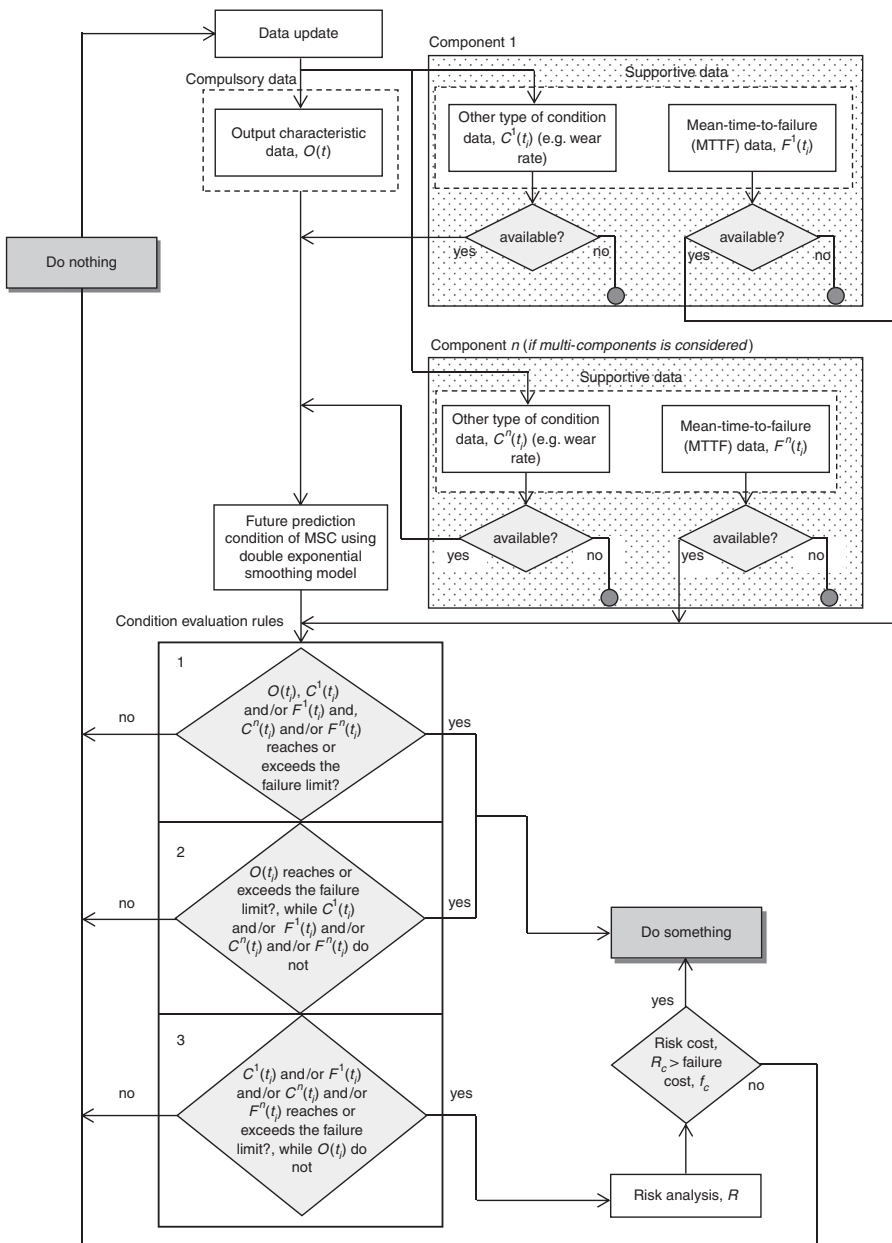 Data update
Compulsory data
Output characteristic
data, O(t)
Component 1
Supportive data
Other type of condition
data, C¹(tᵢ) (e.g. wear
rate)
Mean-time-to-failure
(MTTF) data, F¹(tᵢ)
available?
yes
no
available?
yes
no
Do nothing
Component n (if multi-components is considered)
Supportive data
Other type of condition
data, Cⁿ(tᵢ) (e.g. wear
rate)
Mean-time-to-failure
(MTTF) data, Fⁿ(tᵢ)
available?
yes
no
available?
yes
no
Future prediction
condition of MSC using
double exponential
smoothing model
Condition evaluation rules
1
O(tᵢ), C¹(tᵢ)
and/or F¹(tᵢ) and,
Cⁿ(tᵢ) and/or Fⁿ(tᵢ)
reaches or
exceeds the
failure limit?
no
yes
2
O(tᵢ) reaches or
exceeds the failure
limit?, while C¹(tᵢ)
and/or F¹(tᵢ) and/or
Cⁿ(tᵢ) and/or Fⁿ(tᵢ) do
not
no
yes
3
C¹(tᵢ) and/or F¹(tᵢ)
and/or Cⁿ(tᵢ) and/or
Fⁿ(tᵢ) reaches or
exceeds the failure
limit?, while O(tᵢ) do
not
no
yes
Do something
yes
Risk cost,
R_c > failure
cost, f_c
no
Risk analysis, R